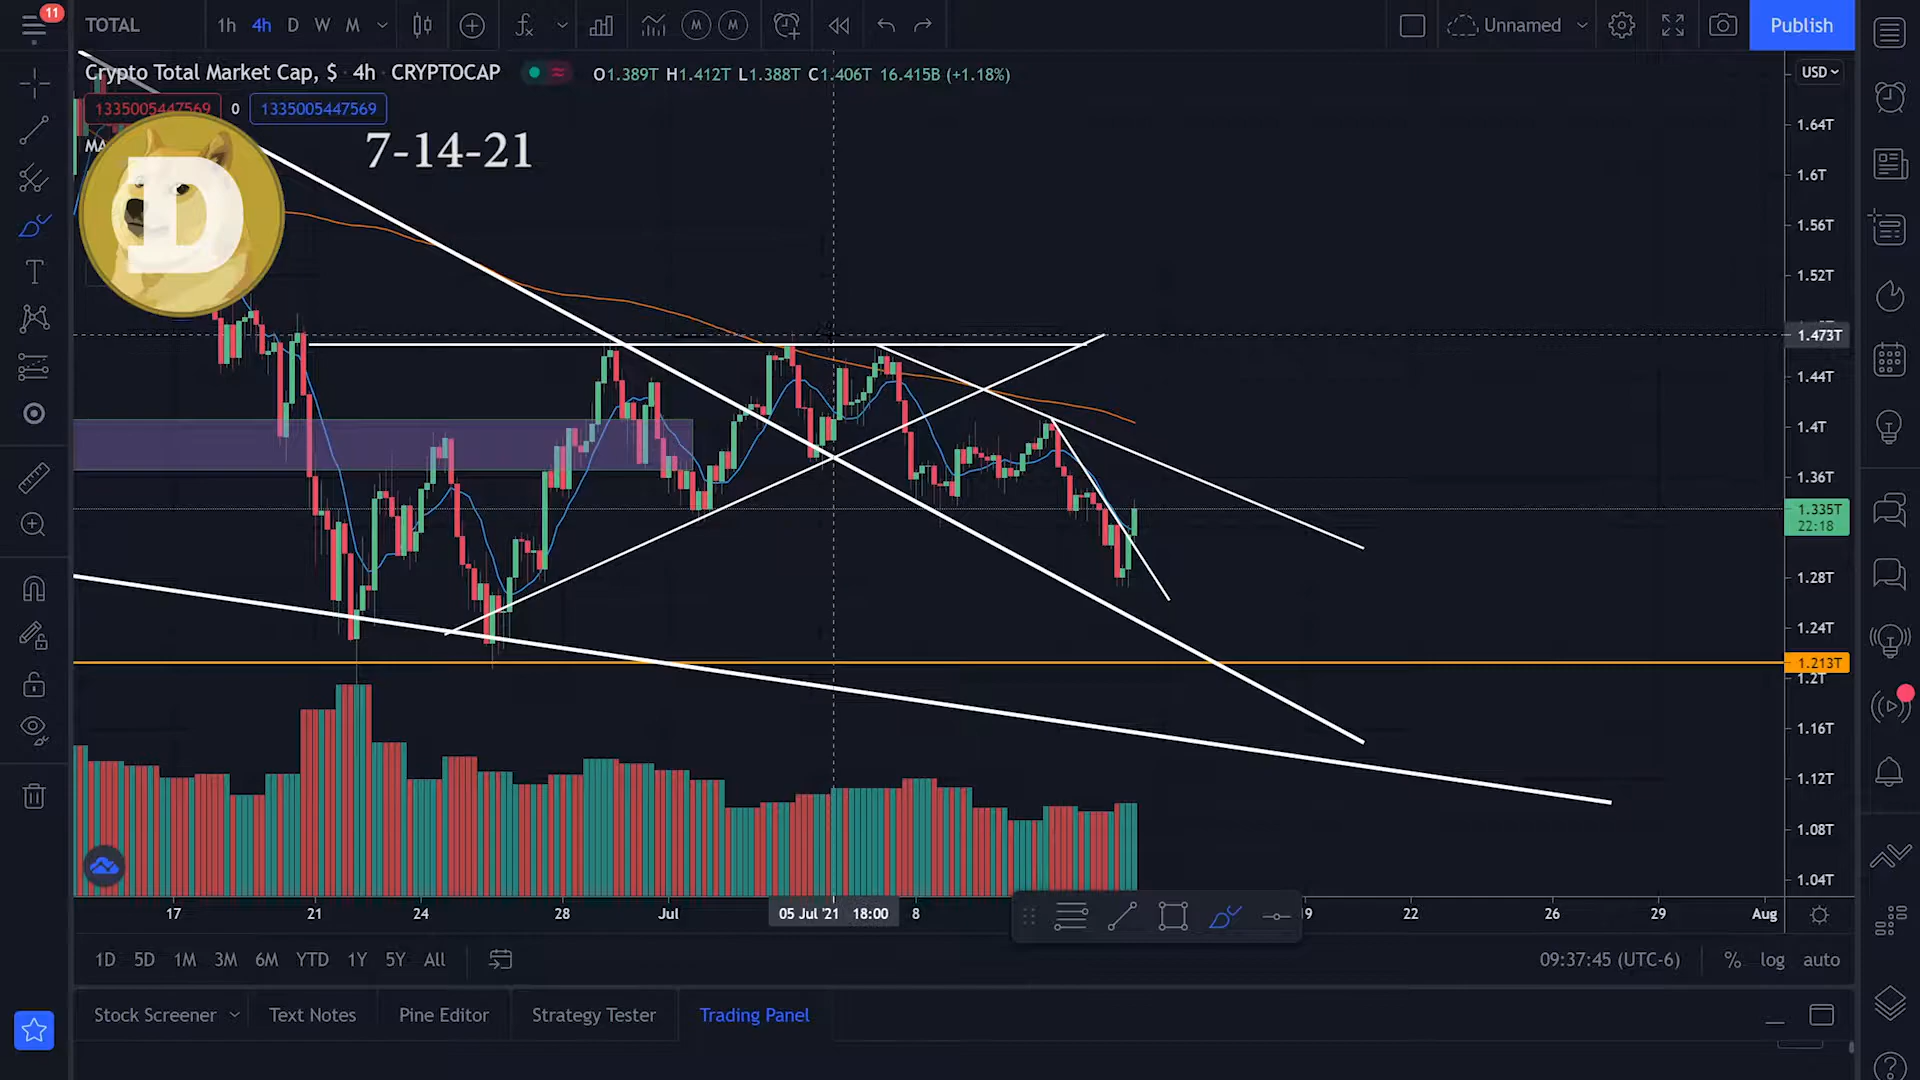 11
TOTAL
1h 4h D W M
M M
Unnamed
Publish
Crypto Total Market Cap, $ · 4h · CRYPTOCAP
O1.389T H1.412T L1.388T C1.406T 16.415B (+1.18%)
USD
1335005447569 0 1335005447569
7-14-21
MA
D
1.64T
1.6T
1.56T
1.52T
1.473T
1.44T
1.4T
1.36T
1.335T
22:18
1.28T
1.24T
1.213T
1.2T
1.16T
1.12T
1.08T
1.04T
17 21 24 28 Jul 05 Jul '21 18:00 8 9 22 26 29 Aug
1D 5D 1M 3M 6M YTD 1Y 5Y All
09:37:45 (UTC-6) % log auto
Stock Screener Text Notes Pine Editor Strategy Tester Trading Panel